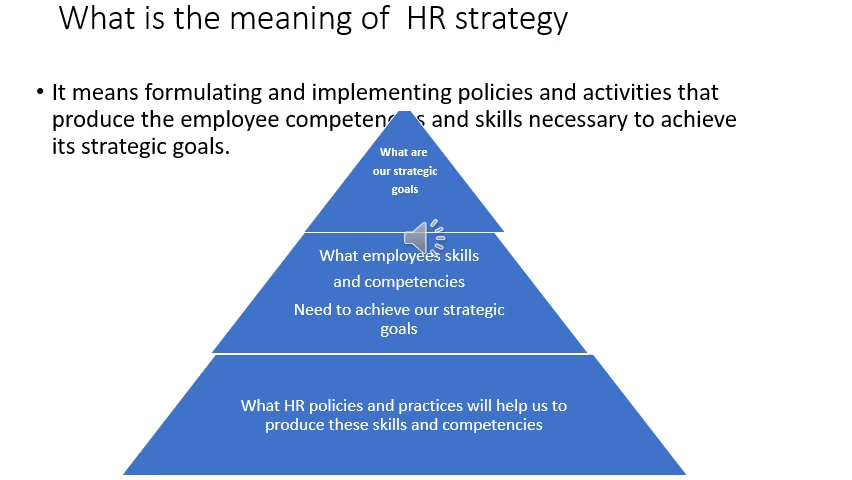 What is the meaning of HR strategy
• It means formulating and implementing policies and activities that
produce the employee competences and skills necessary to achieve
its strategic goals.
What are
our strategic
goals
What employees skills
and competencies
Need to achieve our strategic
goals
What HR policies and practices will help us to
produce these skills and competencies